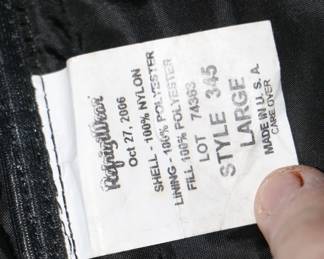 RefrigiWear
Oct 27, 2006
SHELL - 100% NYLON
LINING - 100% POLYESTER
FILL 100% POLYESTER
LOT 74363
STYLE 345
LARGE
MADE IN U. S. A.
CARE OVER